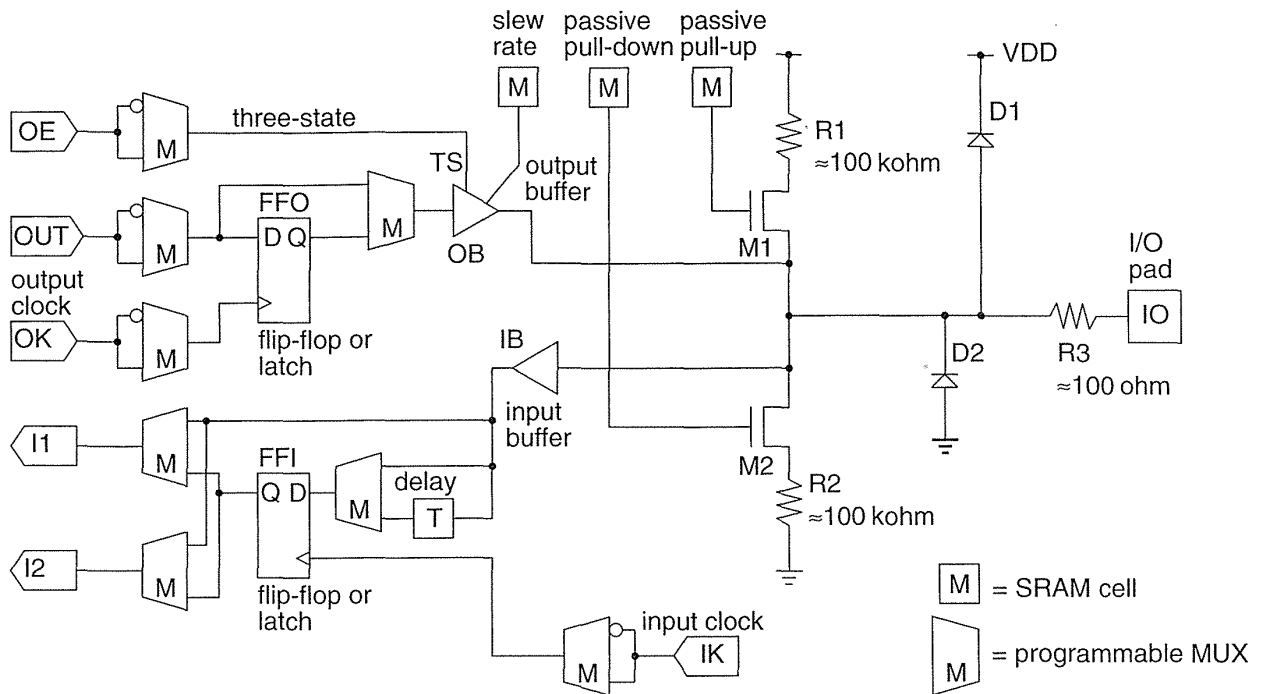 slew
rate
passive
pull-down
passive
pull-up
M
M
M
VDD
OE
M
three-state
R1
≈100 kohm
D1
TS
output
buffer
OUT
M
FFO
D Q
M
OB
M1
I/O
pad
IO
output
clock
OK
M
flip-flop or
latch
IB
D2
R3
≈100 ohm
input
buffer
I1
M
FFI
Q D
M
delay
T
M2
R2
≈100 kohm
I2
M
flip-flop or
latch
input clock
M
IK
M = SRAM cell
M = programmable MUX